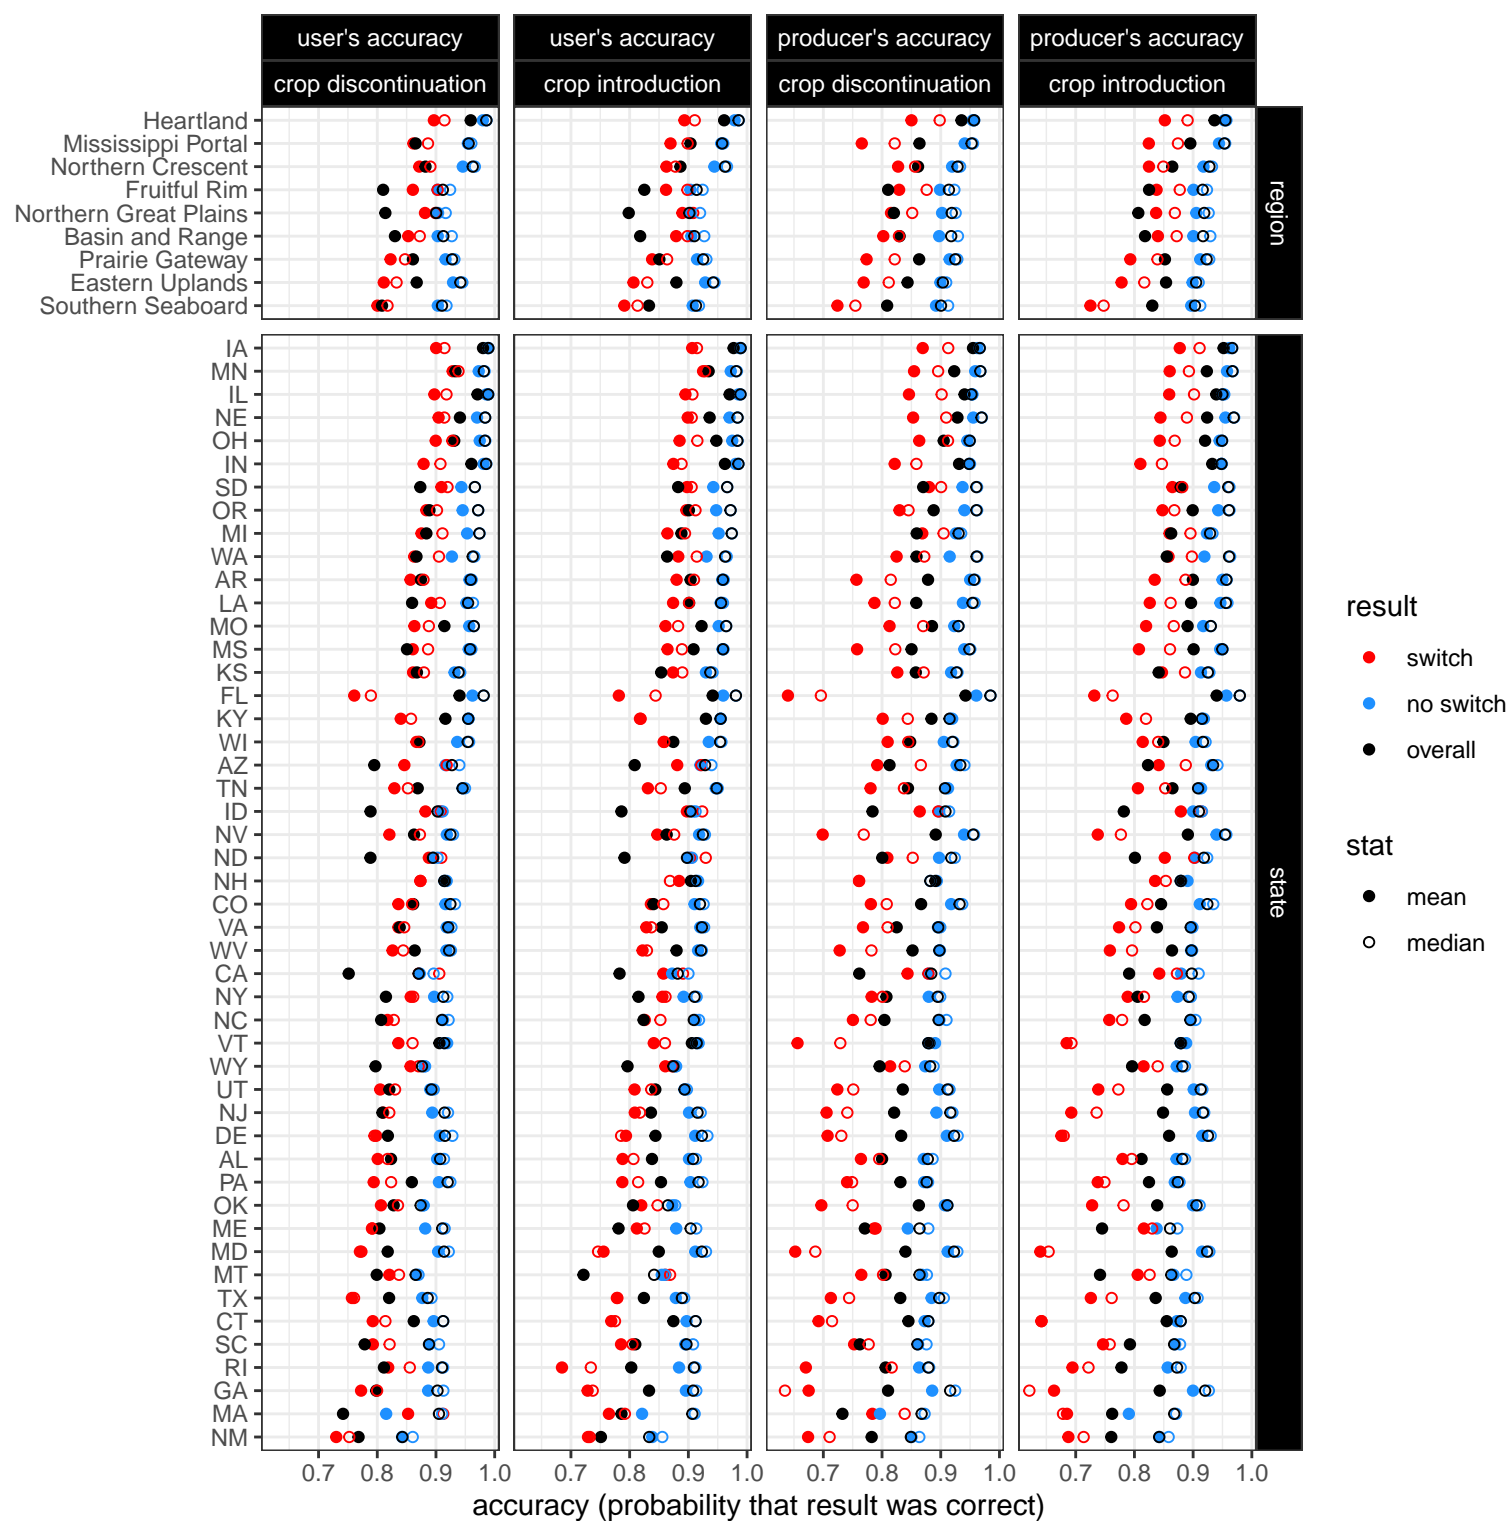 user's accuracy user's accuracy producer's accuracy producer's accuracy
crop discontinuation crop introduction crop discontinuation crop introduction
Heartland
Mississippi Portal
Northern Crescent
Fruitful Rim
Northern Great Plains
Basin and Range
Prairie Gateway
Eastern Uplands
Southern Seaboard
region
IA
MN
IL
NE
OH
IN
SD
OR
MI
WA
AR
LA
MO
MS
KS
FL
KY
WI
AZ
TN
ID
NV
ND
NH
CO
VA
WV
CA
NY
NC
VT
WY
UT
NJ
DE
AL
PA
OK
ME
MD
MT
TX
CT
SC
RI
GA
MA
NM
state
0.7 0.8 0.9 1.0 0.7 0.8 0.9 1.0 0.7 0.8 0.9 1.0 0.7 0.8 0.9 1.0
accuracy (probability that result was correct)
result
switch
no switch
overall
stat
mean
median